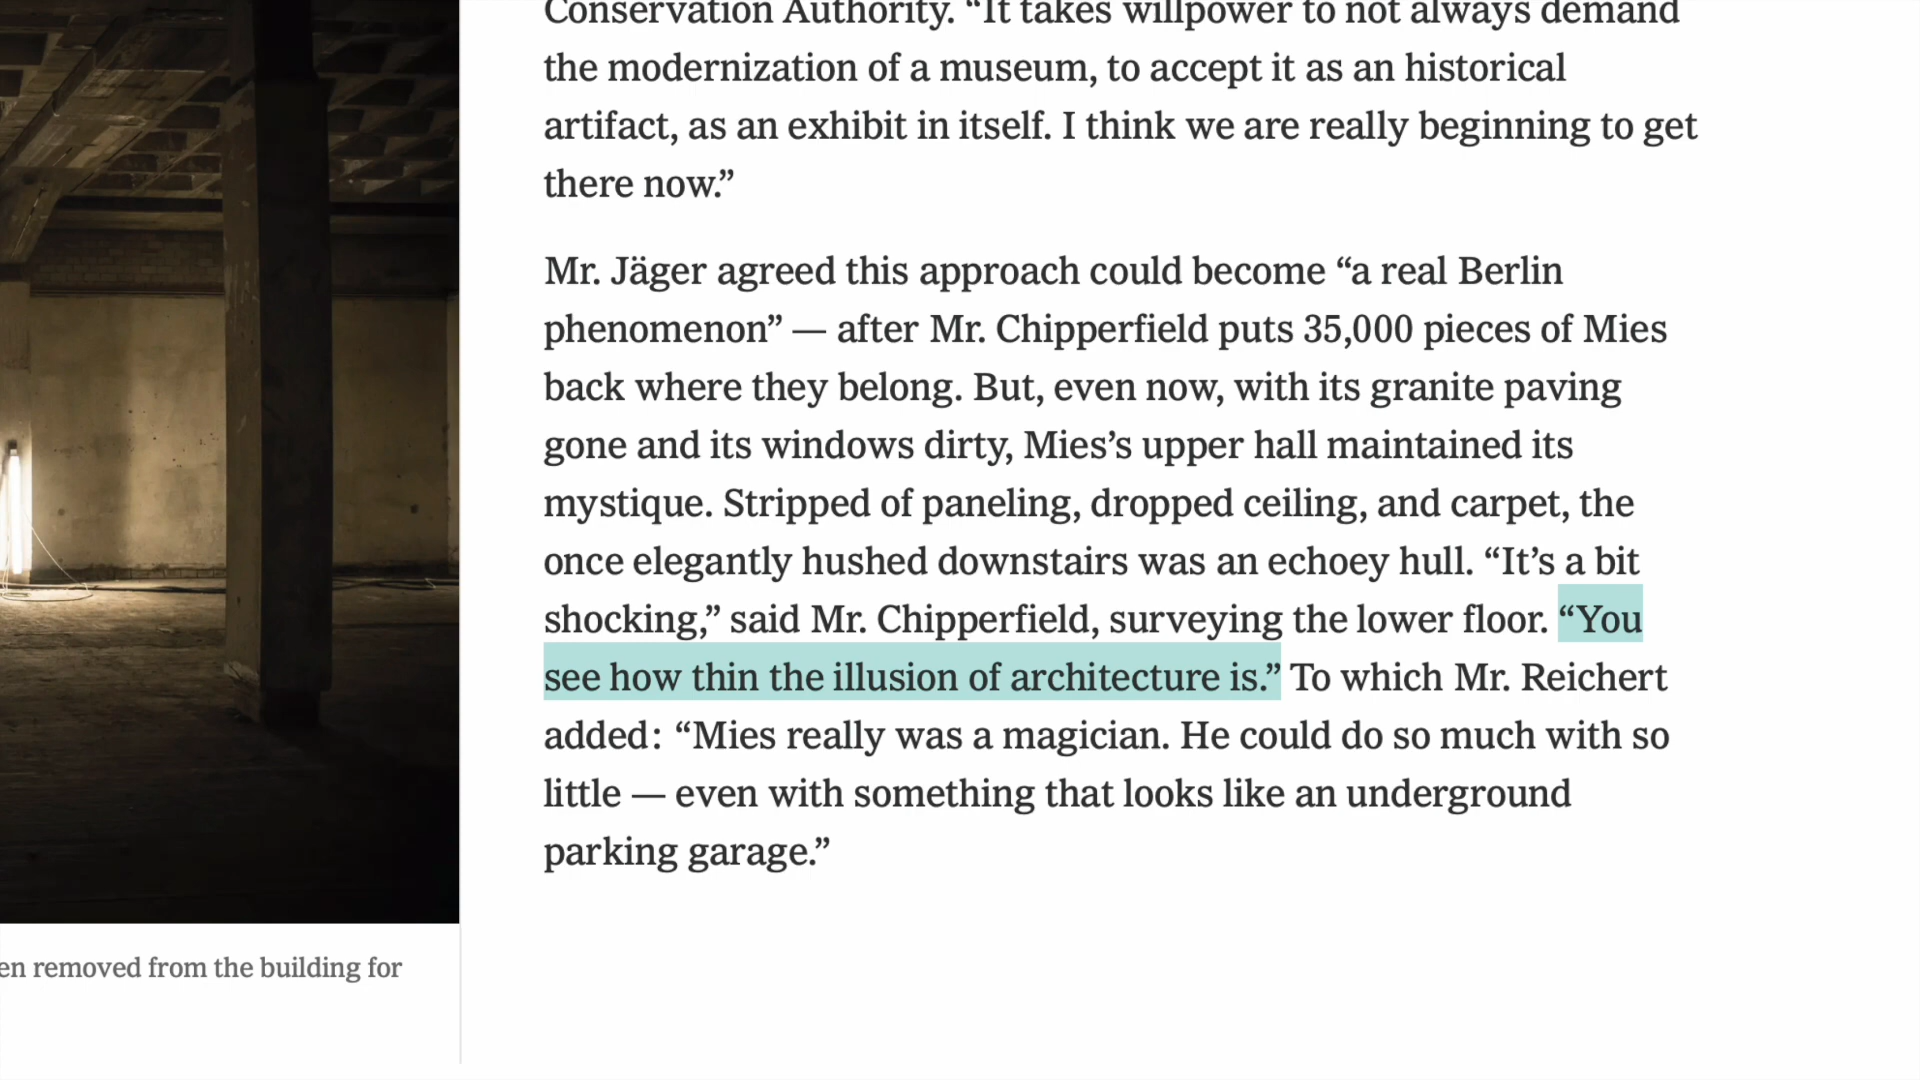 Conservation Authority. “It takes willpower to not always demand
the modernization of a museum, to accept it as an historical
artifact, as an exhibit in itself. I think we are really beginning to get
there now.”
Mr. Jäger agreed this approach could become “a real Berlin
phenomenon” — after Mr. Chipperfield puts 35,000 pieces of Mies
back where they belong. But, even now, with its granite paving
gone and its windows dirty, Mies’s upper hall maintained its
mystique. Stripped of paneling, dropped ceiling, and carpet, the
once elegantly hushed downstairs was an echoey hull. “It’s a bit
shocking,” said Mr. Chipperfield, surveying the lower floor. “You
see how thin the illusion of architecture is.” To which Mr. Reichert
added: “Mies really was a magician. He could do so much with so
little — even with something that looks like an underground
parking garage.”
en removed from the building for